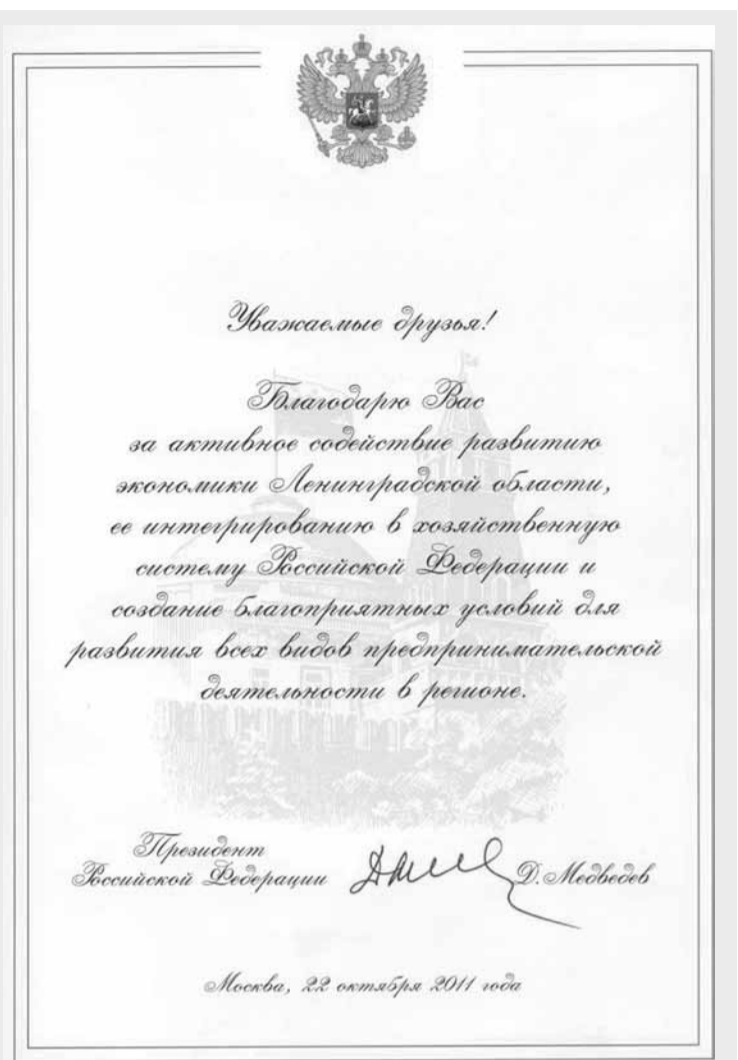 Уважаемые друзья!
Благодарю Вас
за активное содействие развитию
экономики Ленинградской области,
ее интегрированию в хозяйственную
систему Российской Федерации и
создание благоприятных условий для
развития всех видов предпринимательской
деятельности в регионе.
Президент
Российской Федерации Д. Медведев
Москва, 22 октября 2011 года